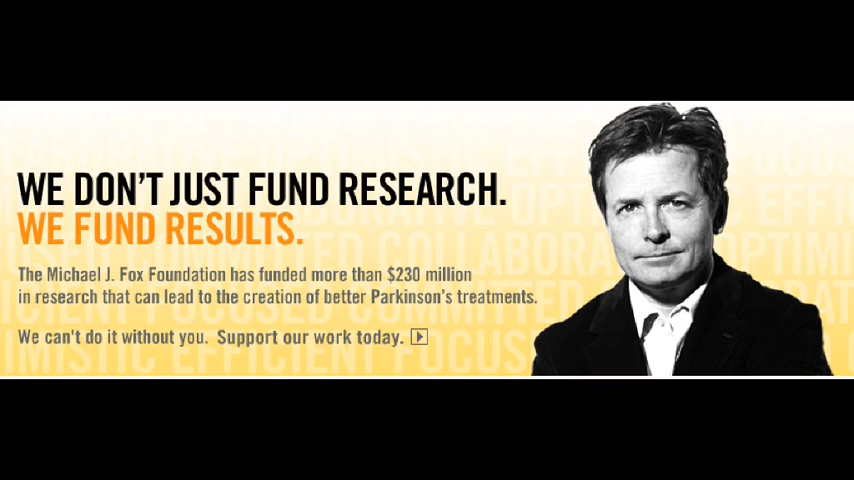 WE DON'T JUST FUND RESEARCH.
WE FUND RESULTS.
The Michael J. Fox Foundation has funded more than $230 million
in research that can lead to the creation of better Parkinson's treatments.
We can't do it without you. Support our work today.